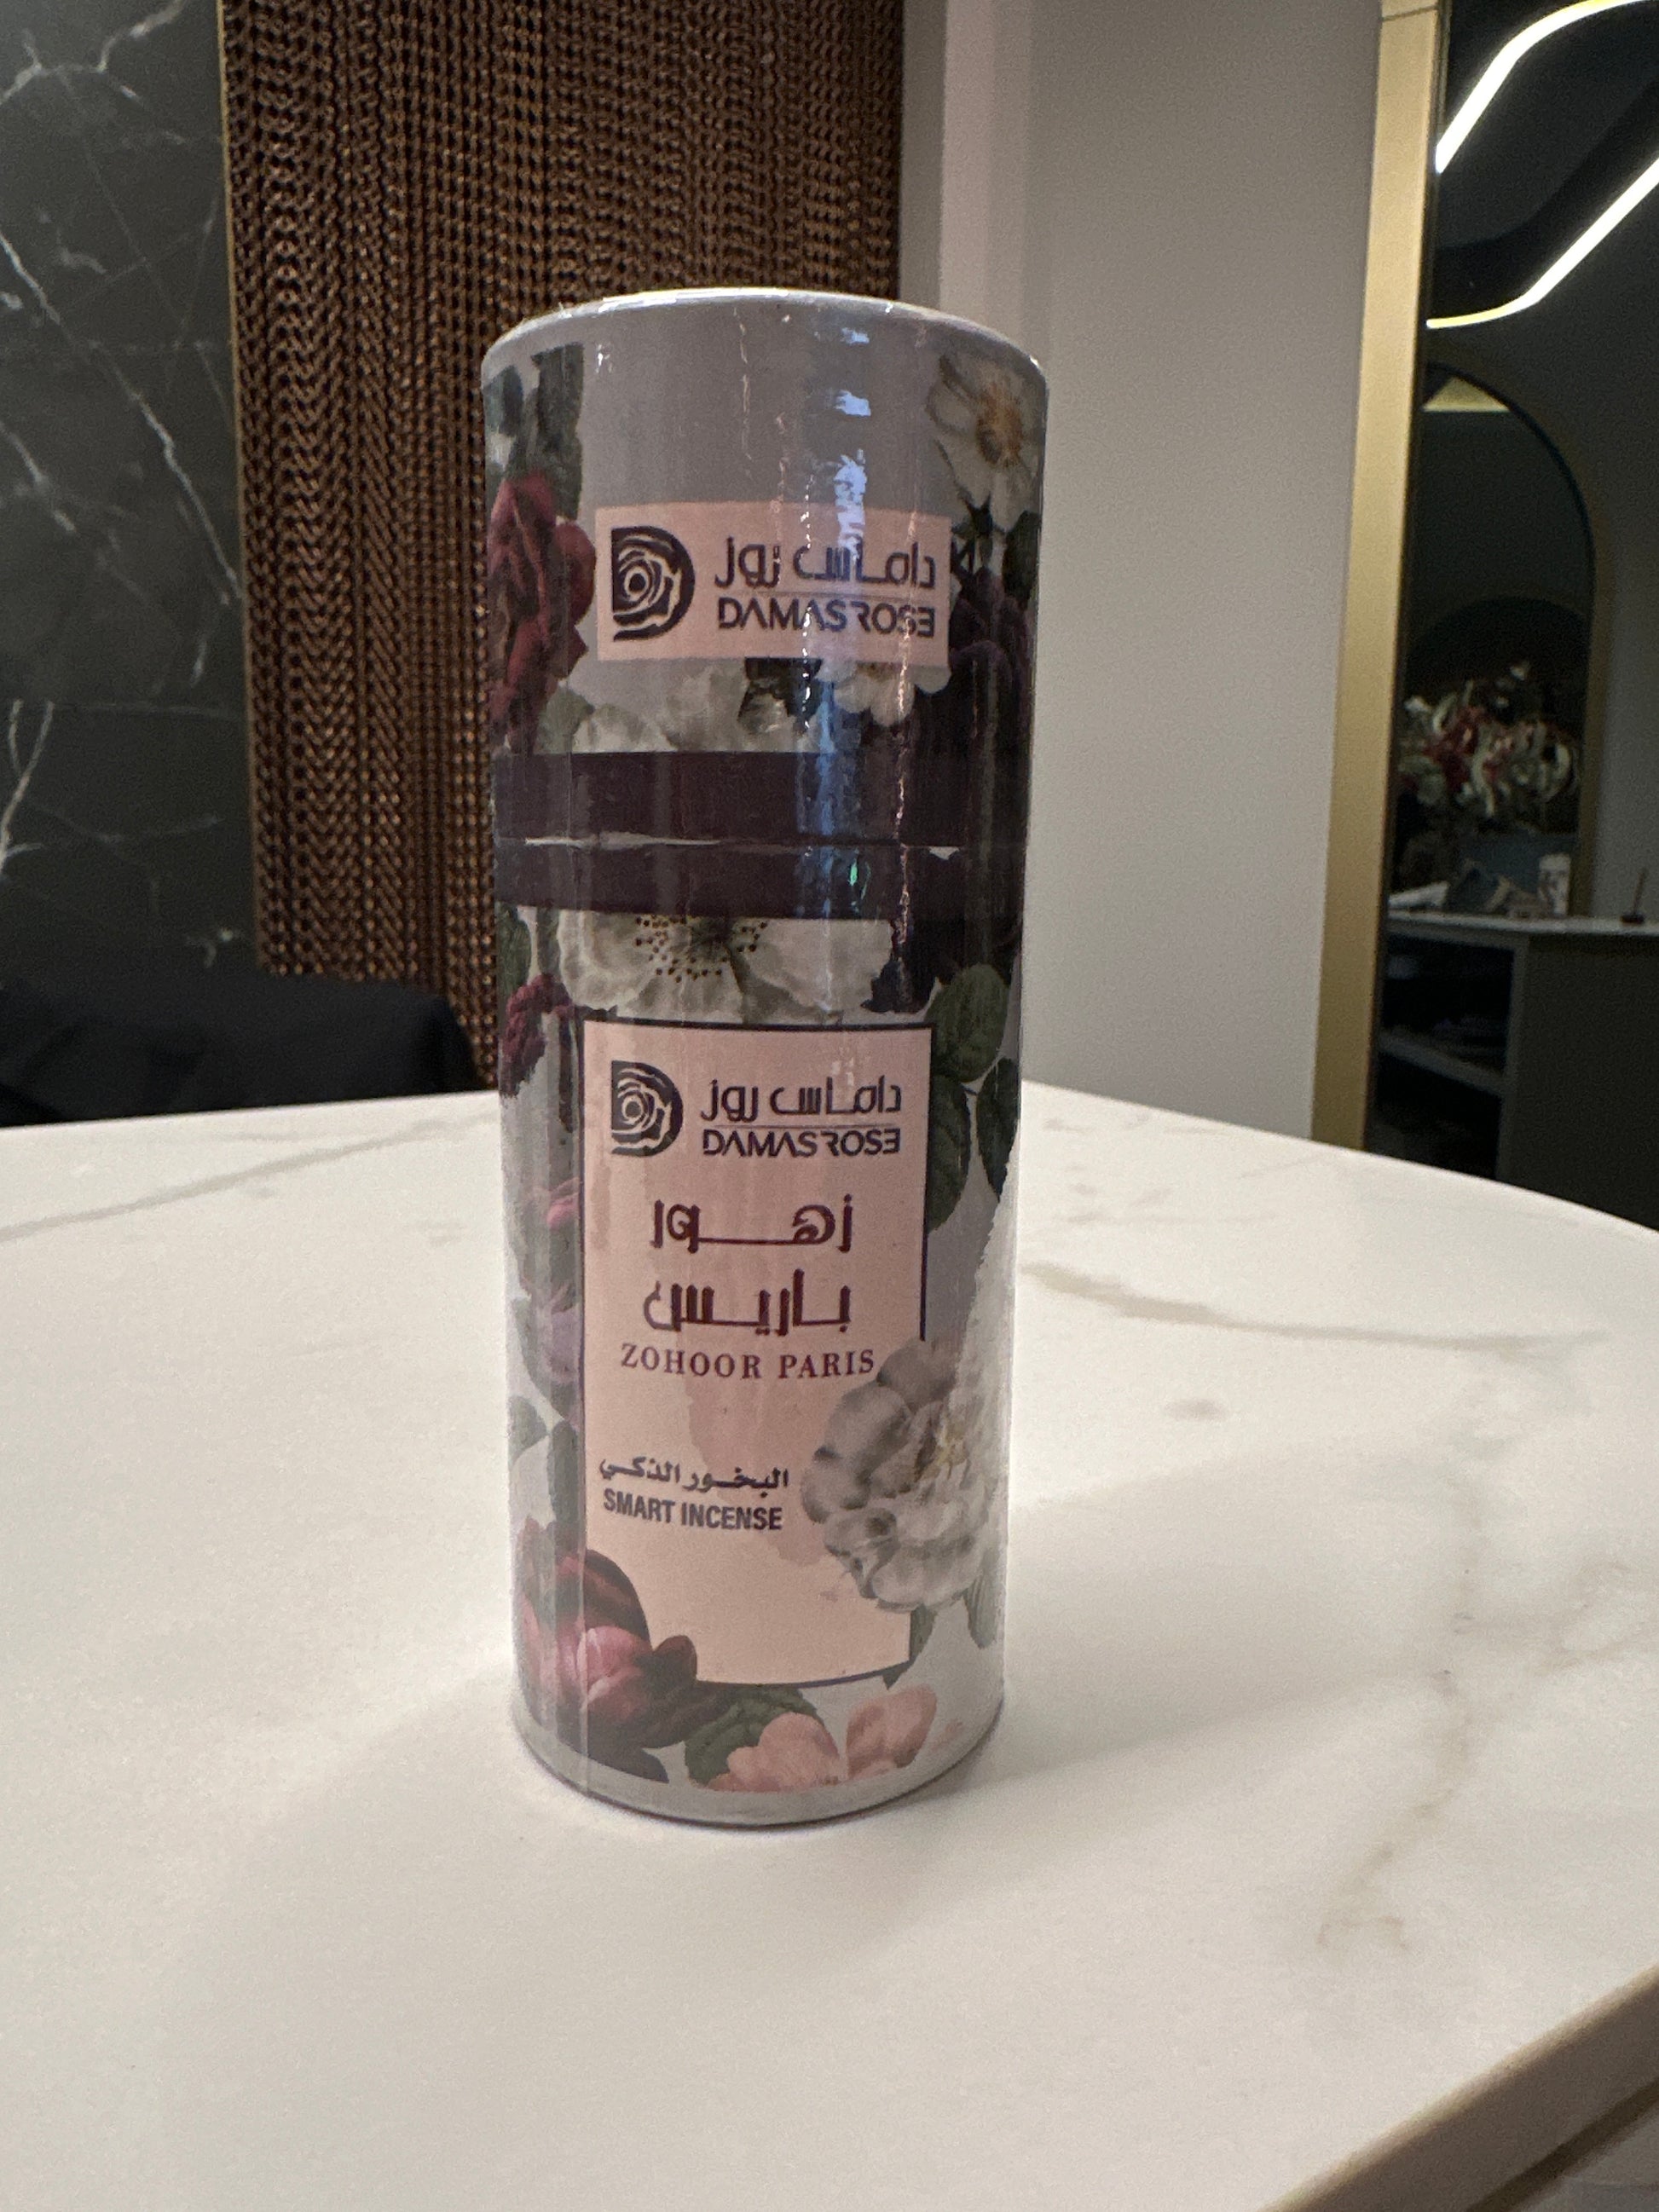 داماس روز
DAMASROSE
داماس روز
DAMASROSE
زهور
باريس
ZOHOOR PARIS
البخور الذكي
SMART INCENSE